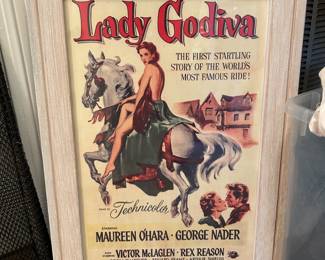 Lady Godiva
THE FIRST STARTLING
STORY OF THE WORLDS
MOST FAMOUS RIDE!
Technicolor
MAUREEN O'HARA · GEORGE NADER
VICTOR McLAGLEN · REX REASON